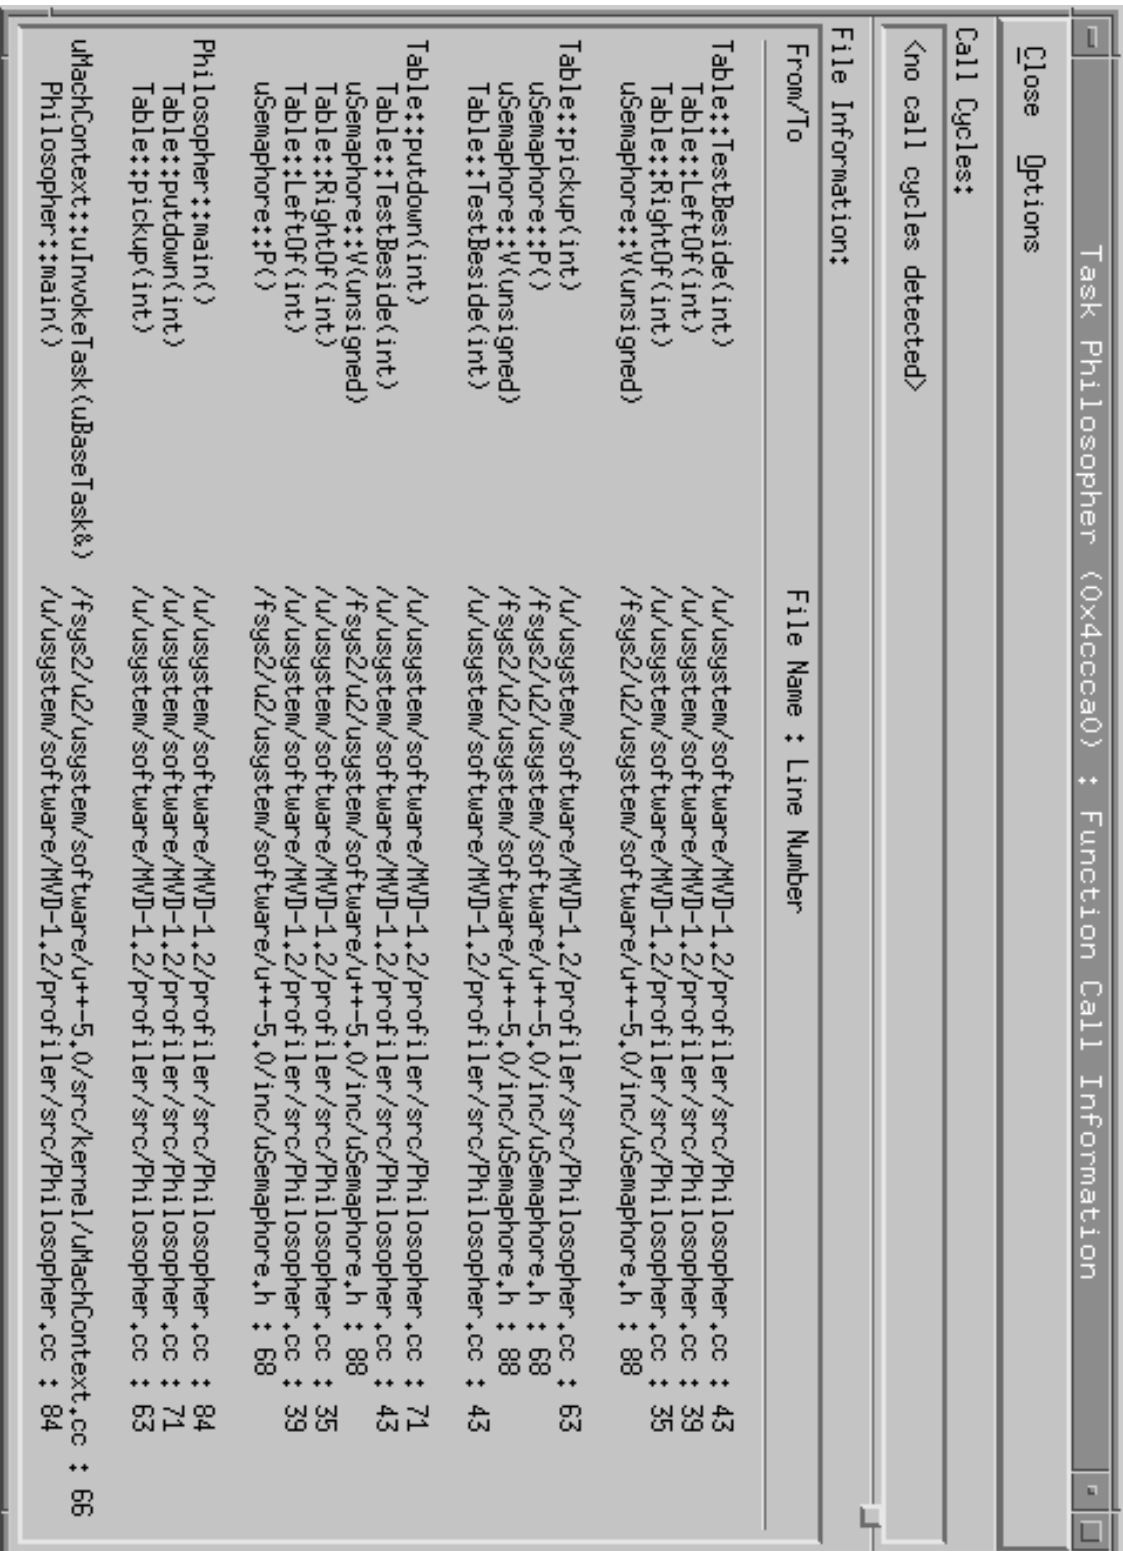 Task Philosopher (0x4ccca0) : Function Call Information
Close Options
Call Cycles:
<no call cycles detected>
File Information:
From/To File Name : Line Number
Table::TestBeside(int) /u/usystem/software/MVD-1.2/profiler/src/Philosopher.cc : 43
Table::LeftOf(int) /u/usystem/software/MVD-1.2/profiler/src/Philosopher.cc : 39
Table::RightOf(int) /u/usystem/software/MVD-1.2/profiler/src/Philosopher.cc : 35
uSemaphore::V(unsigned) /fsys2/u2/usystem/software/u++-5.0/inc/uSemaphore.h : 88
Table::pickup(int) /u/usystem/software/MVD-1.2/profiler/src/Philosopher.cc : 63
uSemaphore::P() /fsys2/u2/usystem/software/u++-5.0/inc/uSemaphore.h : 68
uSemaphore::V(unsigned) /fsys2/u2/usystem/software/u++-5.0/inc/uSemaphore.h : 88
Table::TestBeside(int) /u/usystem/software/MVD-1.2/profiler/src/Philosopher.cc : 43
Table::putdown(int) /u/usystem/software/MVD-1.2/profiler/src/Philosopher.cc : 71
Table::TestBeside(int) /u/usystem/software/MVD-1.2/profiler/src/Philosopher.cc : 43
uSemaphore::V(unsigned) /fsys2/u2/usystem/software/u++-5.0/inc/uSemaphore.h : 88
Table::RightOf(int) /u/usystem/software/MVD-1.2/profiler/src/Philosopher.cc : 35
Table::LeftOf(int) /u/usystem/software/MVD-1.2/profiler/src/Philosopher.cc : 39
uSemaphore::P() /fsys2/u2/usystem/software/u++-5.0/inc/uSemaphore.h : 68
Philosopher::main() /u/usystem/software/MVD-1.2/profiler/src/Philosopher.cc : 84
Table::putdown(int) /u/usystem/software/MVD-1.2/profiler/src/Philosopher.cc : 71
Table::pickup(int) /u/usystem/software/MVD-1.2/profiler/src/Philosopher.cc : 63
uMachContext::uInvokeTask(uBaseTask&) /fsys2/u2/usystem/software/u++-5.0/src/kernel/uMachContext.cc : 66
Philosopher::main() /u/usystem/software/MVD-1.2/profiler/src/Philosopher.cc : 84